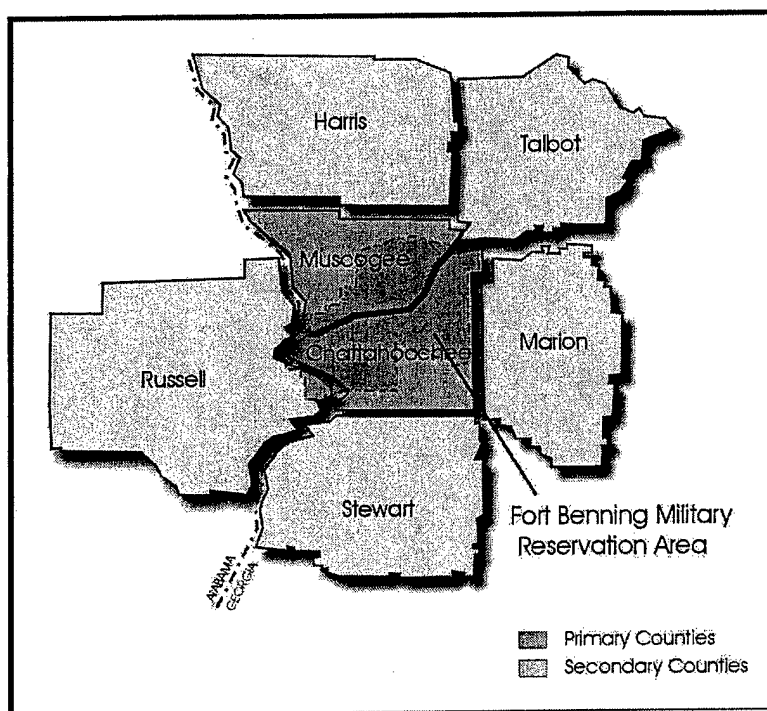 Harris
Talbot
Muscogee
Chattahoochee
Marion
Russell
Stewart
Fort Benning Military
Reservation Area
ALABAMA
GEORGIA
Primary Counties
Secondary Counties